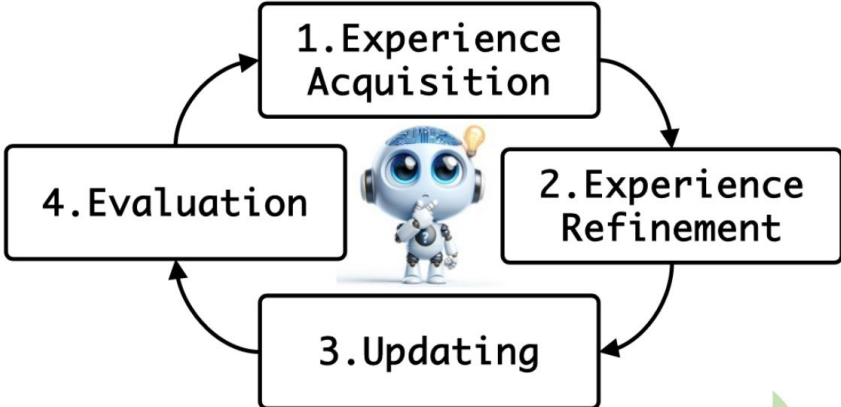 1.Experience
Acquisition
2.Experience
Refinement
3.Updating
4.Evaluation